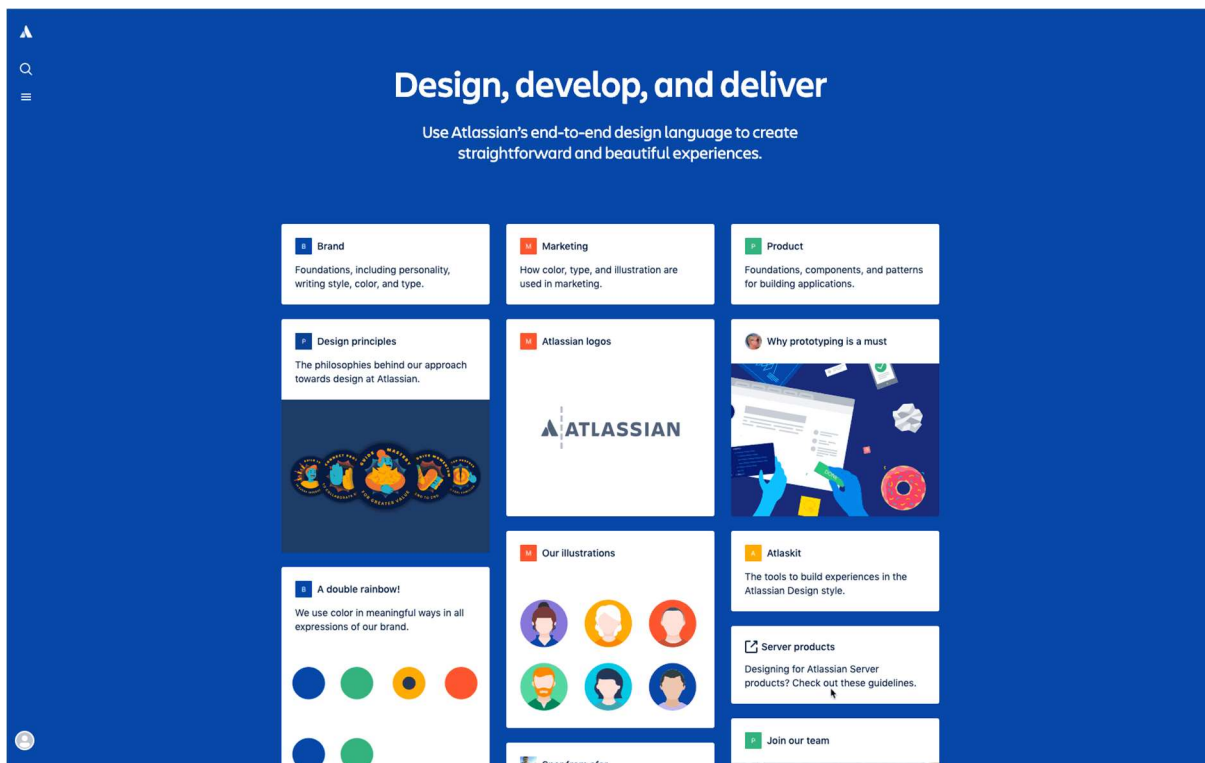 Design, develop, and deliver
Use Atlassian's end-to-end design language to create
straightforward and beautiful experiences.
B Brand
Foundations, including personality,
writing style, color, and type.
M Marketing
How color, type, and illustration are
used in marketing.
P Product
Foundations, components, and patterns
for building applications.
P Design principles
The philosophies behind our approach
towards design at Atlassian.
GUIDE MASTERY
FOR GREATER VALUE
M Atlassian logos
ATLASSIAN
Why prototyping is a must
B A double rainbow!
We use color in meaningful ways in all
expressions of our brand.
M Our illustrations
A Atlaskit
The tools to build experiences in the
Atlassian Design style.
Server products
Designing for Atlassian Server
products? Check out these guidelines.
P Join our team